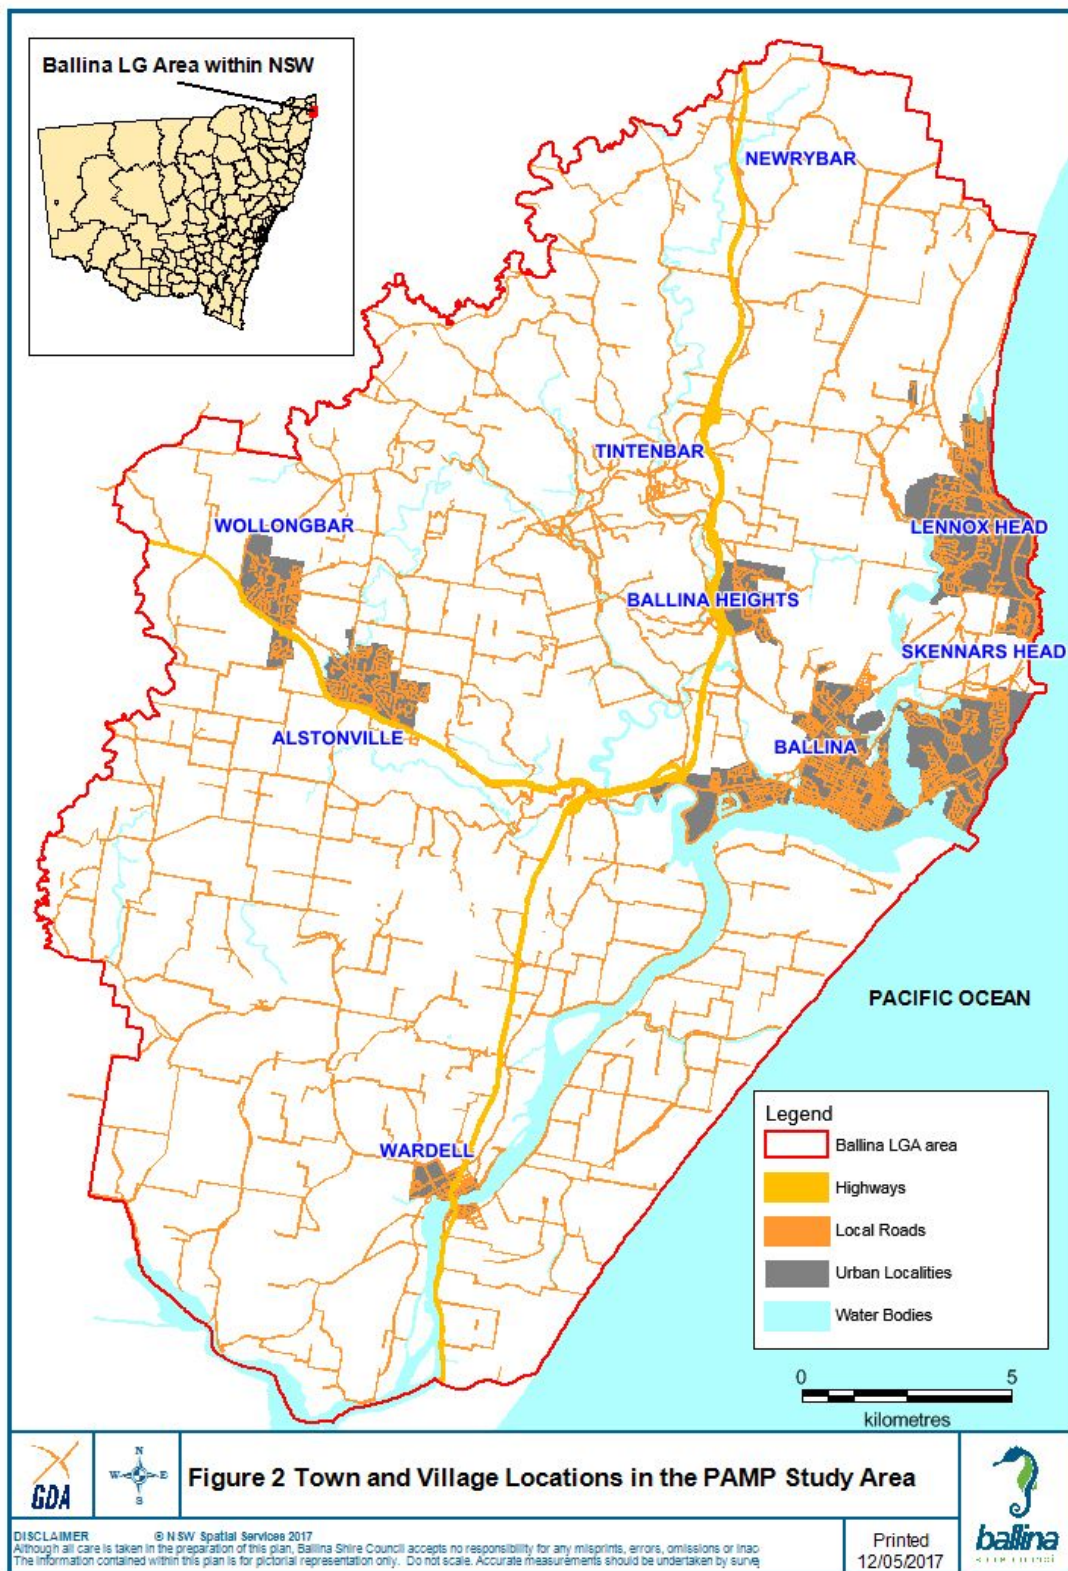 Ballina LG Area within NSW
NEWRYBAR
TINTENBAR
WOLLONGBAR
LENNOX HEAD
BALLINA HEIGHTS
SKENNARS HEAD
ALSTONVILLE
BALLINA
PACIFIC OCEAN
WARDELL
Legend
Ballina LGA area
Highways
Local Roads
Urban Localities
Water Bodies
0 5
kilometres
GDA
N
W E
S
Figure 2 Town and Village Locations in the PAMP Study Area
ballina
DISCLAIMER © NSW Spatial Services 2017
Although all care is taken in the preparation of this plan, Ballina Shire Council accepts no responsibility for any misprints, errors, omissions or inac
The information contained within this plan is for pictorial representation only. Do not scale. Accurate measurements should be undertaken by surve
Printed
12/05/2017